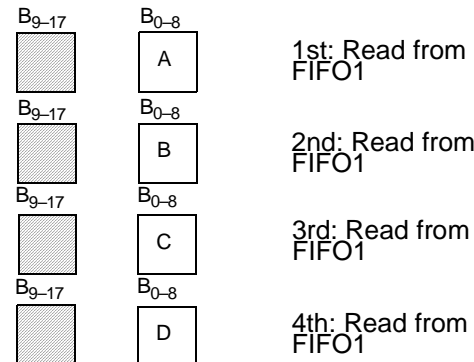 B9–17 B0–8
A 1st: Read from
FIFO1
B9–17 B0–8
B 2nd: Read from
FIFO1
B9–17 B0–8
C 3rd: Read from
FIFO1
B9–17 B0–8
D 4th: Read from
FIFO1